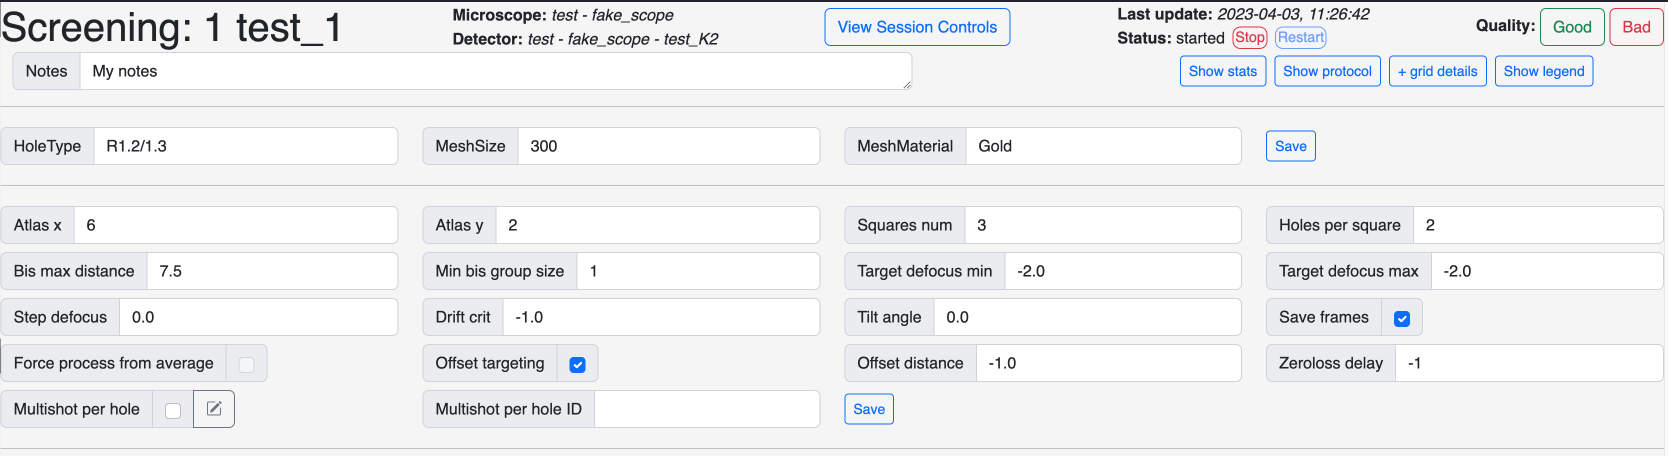 Screening: 1 test_1
Microscope: test - fake_scope
Detector: test - fake_scope - test_K2
View Session Controls
Last update: 2023-04-03, 11:26:42
Status: started Stop Restart
Quality: Good Bad
Notes My notes
Show stats Show protocol + grid details Show legend
HoleType R1.2/1.3 MeshSize 300 MeshMaterial Gold Save
Atlas x 6 Atlas y 2 Squares num 3 Holes per square 2
Bis max distance 7.5 Min bis group size 1 Target defocus min -2.0 Target defocus max -2.0
Step defocus 0.0 Drift crit -1.0 Tilt angle 0.0 Save frames
Force process from average Offset targeting Offset distance -1.0 Zeroloss delay -1
Multishot per hole Multishot per hole ID Save